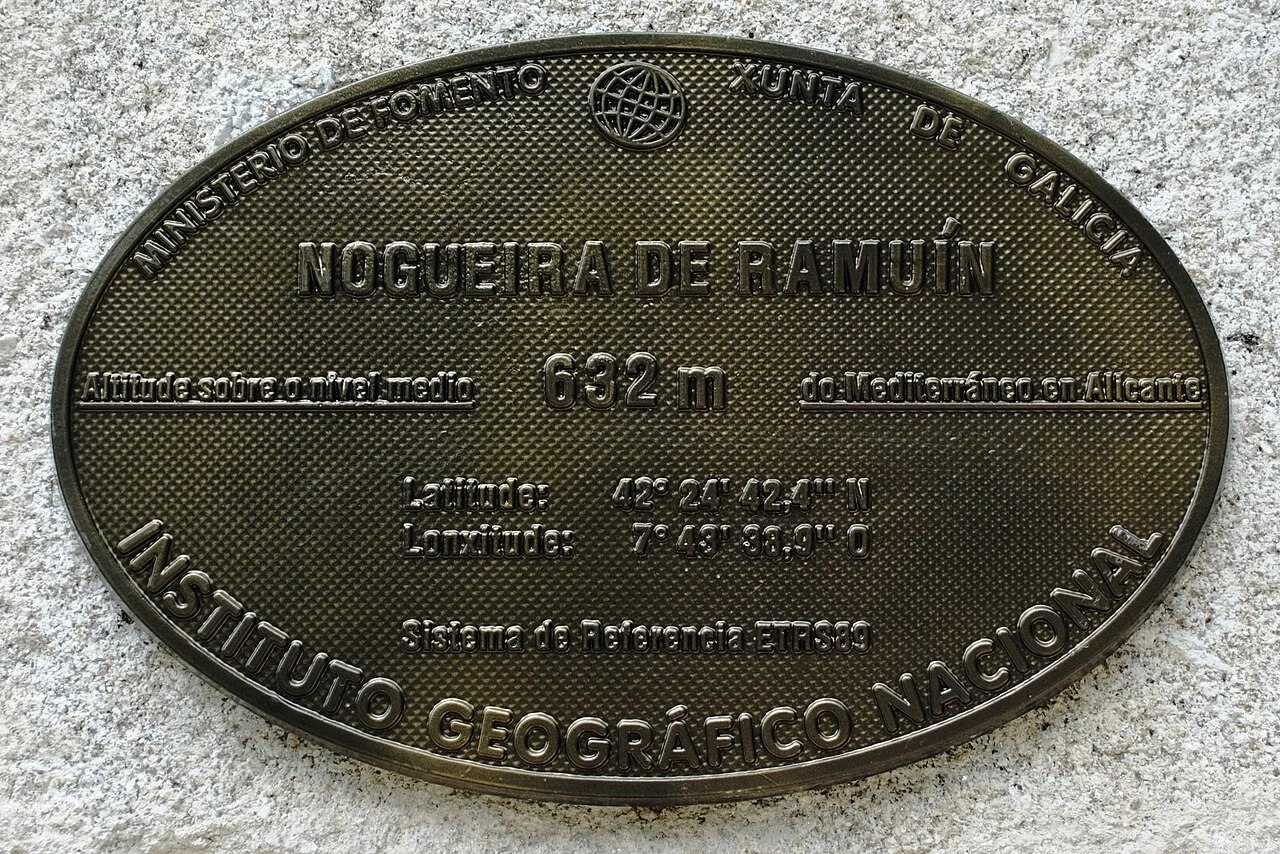 MINISTERIO DE FOMENTO
XUNTA DE GALICIA
NOGUEIRA DE RAMUÍN
Altitude sobre o nivel medio 632 m do Mediterráneo en Alicante
Latitude: 42° 24' 42,4" N
Lonxitude: 7° 43' 38,9" O
Sistema de Referencia ETRS89
INSTITUTO GEOGRÁFICO NACIONAL